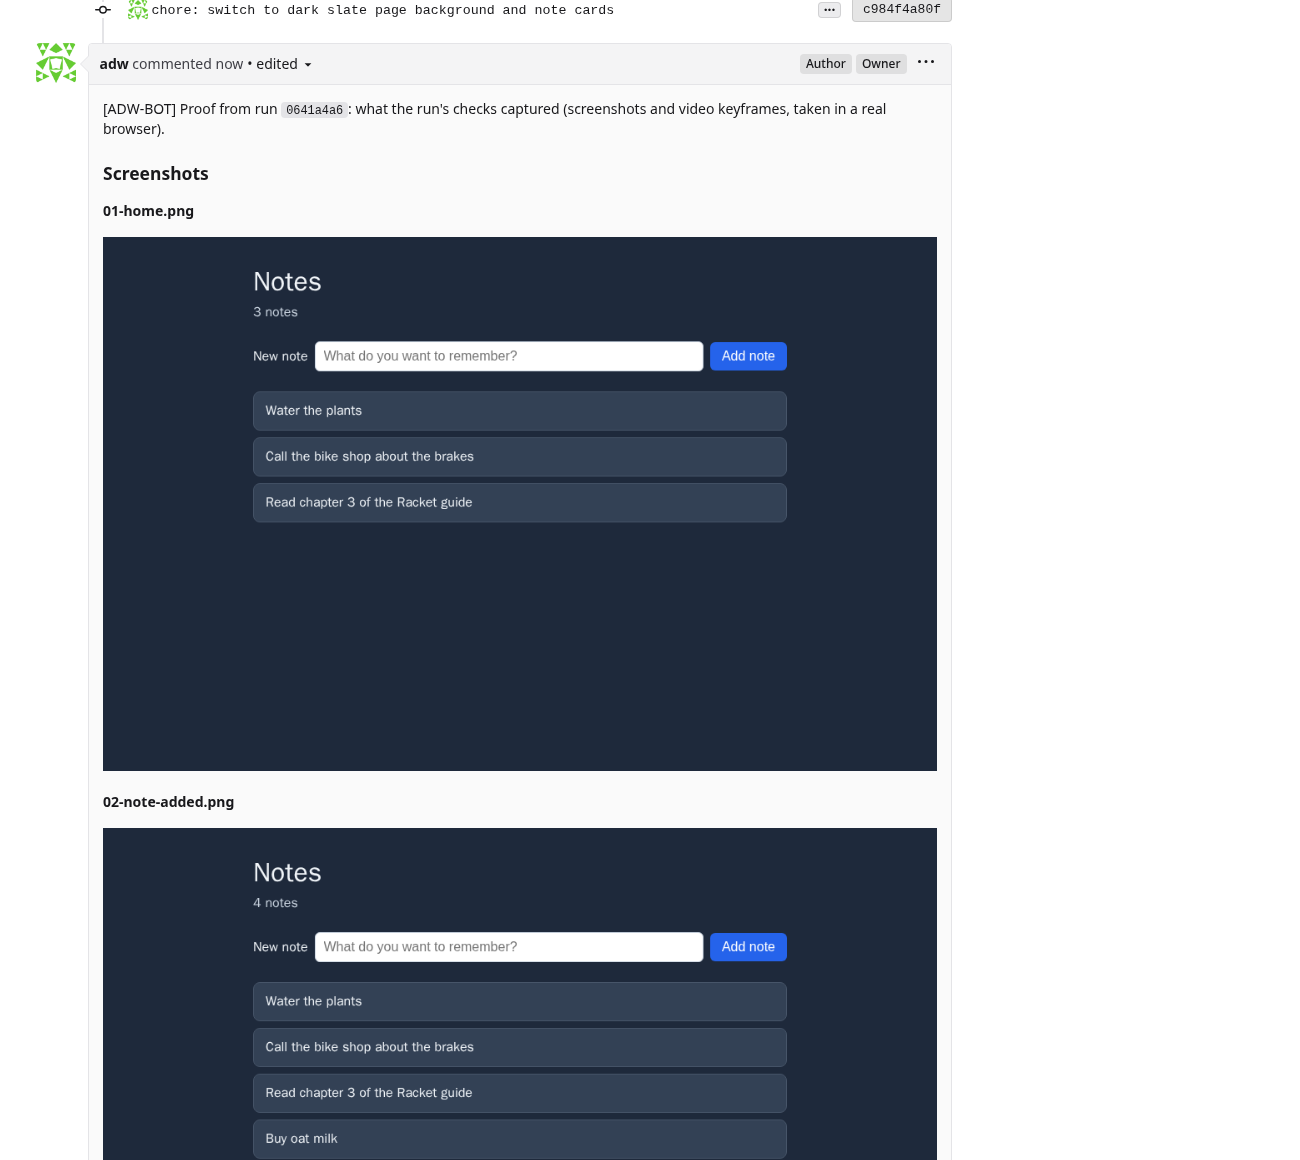 chore: switch to dark slate page background and note cards
...
c984f4a80f
adw commented now • edited
Author
Owner
[ADW-BOT] Proof from run 0641a4a6: what the run's checks captured (screenshots and video keyframes, taken in a real
browser).
Screenshots
01-home.png
Notes
3 notes
New note
What do you want to remember?
Add note
Water the plants
Call the bike shop about the brakes
Read chapter 3 of the Racket guide
02-note-added.png
Notes
4 notes
New note
What do you want to remember?
Add note
Water the plants
Call the bike shop about the brakes
Read chapter 3 of the Racket guide
Buy oat milk